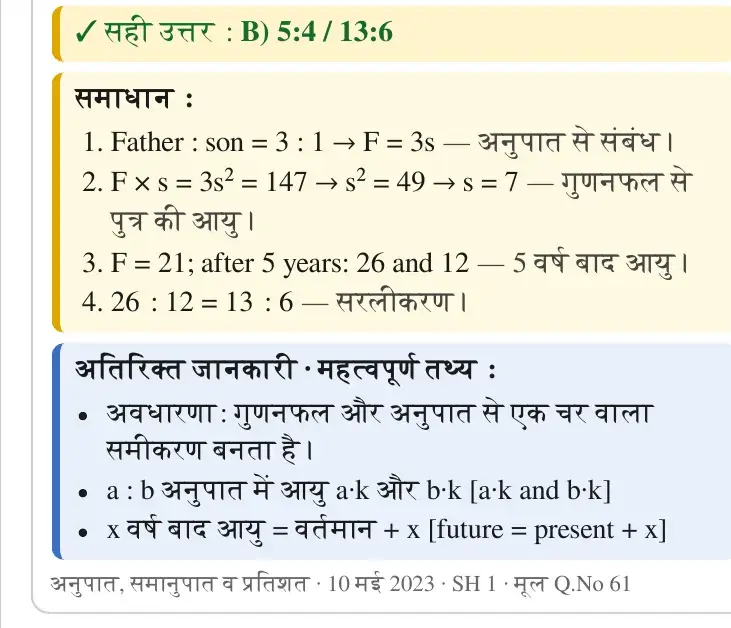 ✓ सही उत्तर : B) 5:4 / 13:6
समाधान :
1. Father : son = 3 : 1 → F = 3s — अनुपात से संबंध।
2. F × s = 3s² = 147 → s² = 49 → s = 7 — गुणनफल से
पुत्र की आयु।
3. F = 21; after 5 years: 26 and 12 — 5 वर्ष बाद आयु।
4. 26 : 12 = 13 : 6 — सरलीकरण।
अतिरिक्त जानकारी · महत्वपूर्ण तथ्य :
• अवधारणा : गुणनफल और अनुपात से एक चर वाला
समीकरण बनता है।
• a : b अनुपात में आयु a·k और b·k [a·k and b·k]
• x वर्ष बाद आयु = वर्तमान + x [future = present + x]
अनुपात, समानुपात व प्रतिशत · 10 मई 2023 · SH 1 · मूल Q.No 61